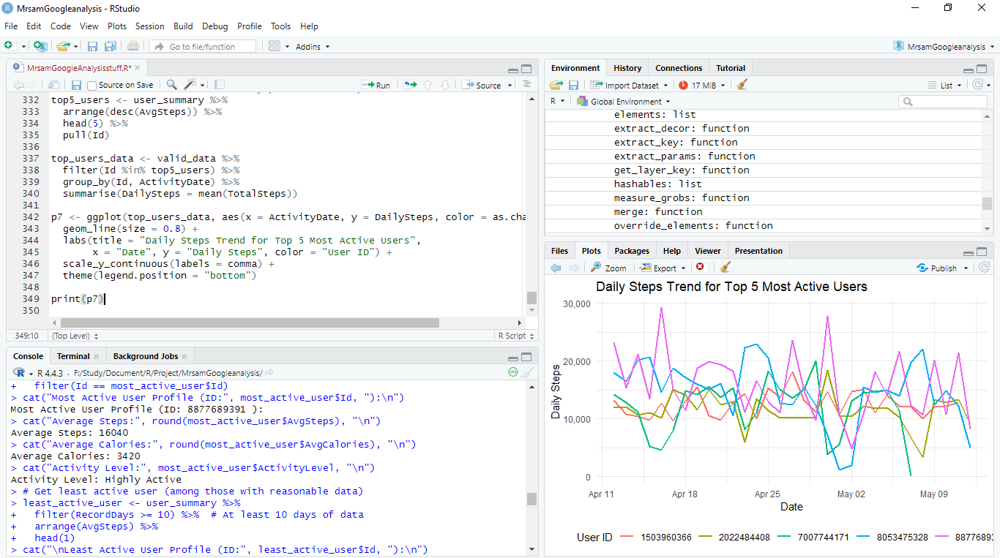 MrsamGoogleanalysis - RStudio
File Edit Code View Plots Session Build Debug Profile Tools Help
Go to file/function Addins MrsamGoogleanalysis
MrsamGoogleAnalysisstuff.R*
Source on Save Run Source
332 top5_users <- user_summary %>%
333 arrange(desc(AvgSteps)) %>%
334 head(5) %>%
335 pull(Id)
336
337 top_users_data <- valid_data %>%
338 filter(Id %in% top5_users) %>%
339 group_by(Id, ActivityDate) %>%
340 summarise(DailySteps = mean(TotalSteps))
341
342 p7 <- ggplot(top_users_data, aes(x = ActivityDate, y = DailySteps, color = as.cha
343 geom_line(size = 0.8) +
344 labs(title = "Daily Steps Trend for Top 5 Most Active Users",
345 x = "Date", y = "Daily Steps", color = "User ID") +
346 scale_y_continuous(labels = comma) +
347 theme(legend.position = "bottom")
348
349 print(p7)
350
349:10 (Top Level) R Script
Console Terminal Background Jobs
R 4.4.3 · F:/Study/Document/R/Project/MrsamGoogleanalysis/
+ filter(Id == most_active_user$Id)
> cat("Most Active User Profile (ID:", most_active_user$Id, "):\n")
Most Active User Profile (ID: 8877689391 ):
> cat("Average Steps:", round(most_active_user$AvgSteps), "\n")
Average Steps: 16040
> cat("Average Calories:", round(most_active_user$AvgCalories), "\n")
Average Calories: 3420
> cat("Activity Level:", most_active_user$ActivityLevel, "\n")
Activity Level: Highly Active
> # Get least active user (among those with reasonable data)
> least_active_user <- user_summary %>%
+ filter(RecordDays >= 10) %>% # At least 10 days of data
+ arrange(AvgSteps) %>%
+ head(1)
> cat("\nLeast Active User Profile (ID:", least_active_user$Id, "):\n")
Environment History Connections Tutorial
Import Dataset 17 MiB List
R Global Environment
elements: list
extract_decor: function
extract_key: function
extract_params: function
get_layer_key: function
hashables: list
measure_grobs: function
merge: function
override_elements: function
Files Plots Packages Help Viewer Presentation
Zoom Export Publish
Daily Steps Trend for Top 5 Most Active Users
30,000
20,000
10,000
0
Daily Steps
Apr 11 Apr 18 Apr 25 May 02 May 09
Date
User ID 1503960366 2022484408 7007744171 8053475328 8877689